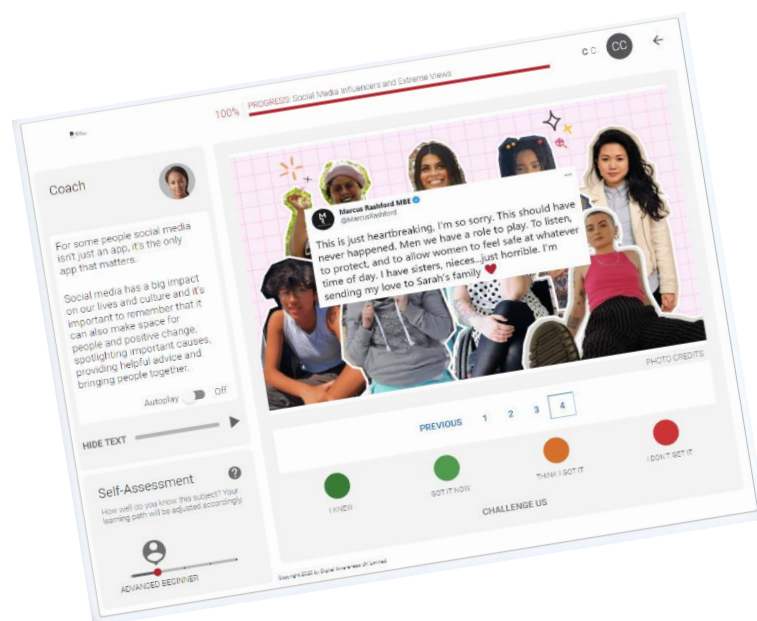 C C
CC
100%
PROGRESS: Social Media Influencers and Extreme Views
Coach
For some people social media
isn't just an app, it's the only
app that matters.
Social media has a big impact
on our lives and culture and it's
important to remember that it
can also make space for
people and positive change,
spotlighting important causes,
providing helpful advice and
bringing people together.
Autoplay Off
HIDE TEXT
Self-Assessment
?
How well do you know this subject? Your
learning path will be adjusted accordingly.
ADVANCED BEGINNER
Marcus Rashford MBE
@MarcusRashford
This is just heartbreaking, I'm so sorry. This should have
never happened. Men we have a role to play. To listen,
to protect, and to allow women to feel safe at whatever
time of day. I have sisters, nieces...just horrible. I'm
sending my love to Sarah's family ❤️
PHOTO CREDITS
PREVIOUS 1 2 3 4
I KNEW
GOT IT NOW
THINK I GOT IT
I DON'T GET IT
CHALLENGE US
Copyright 2020 by Digital Awareness UK Limited